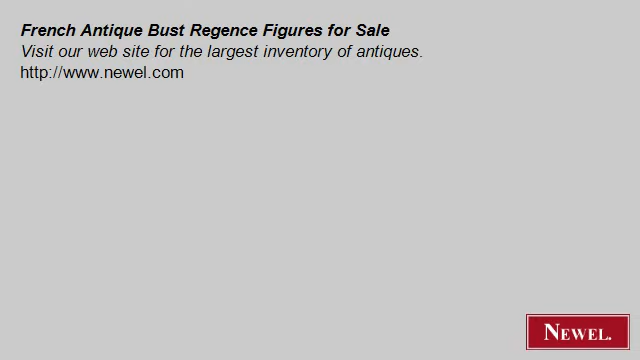 French Antique Bust Regence Figures for Sale
Visit our web site for the largest inventory of antiques.
http://www.newel.com
NEWEL.